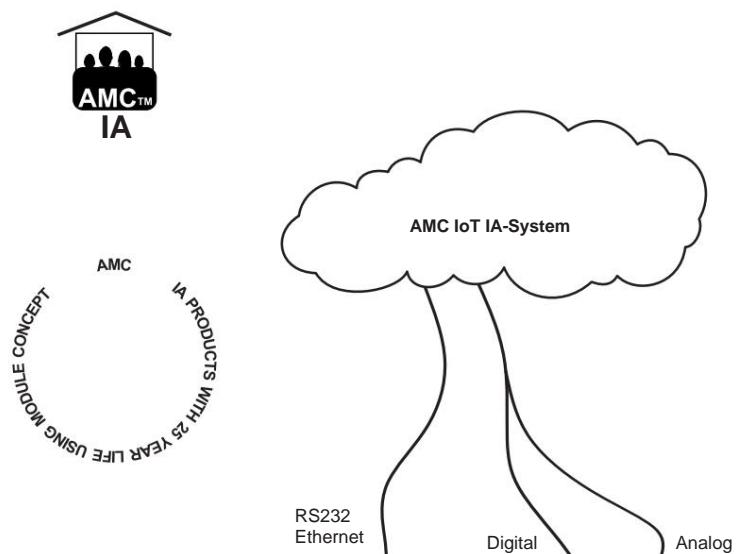 AMC™
IA
AMC IoT IA-System
AMC
IA PRODUCTS WITH 25 YEAR LIFE USING MODULE CONCEPT
RS232
Ethernet
Digital
Analog